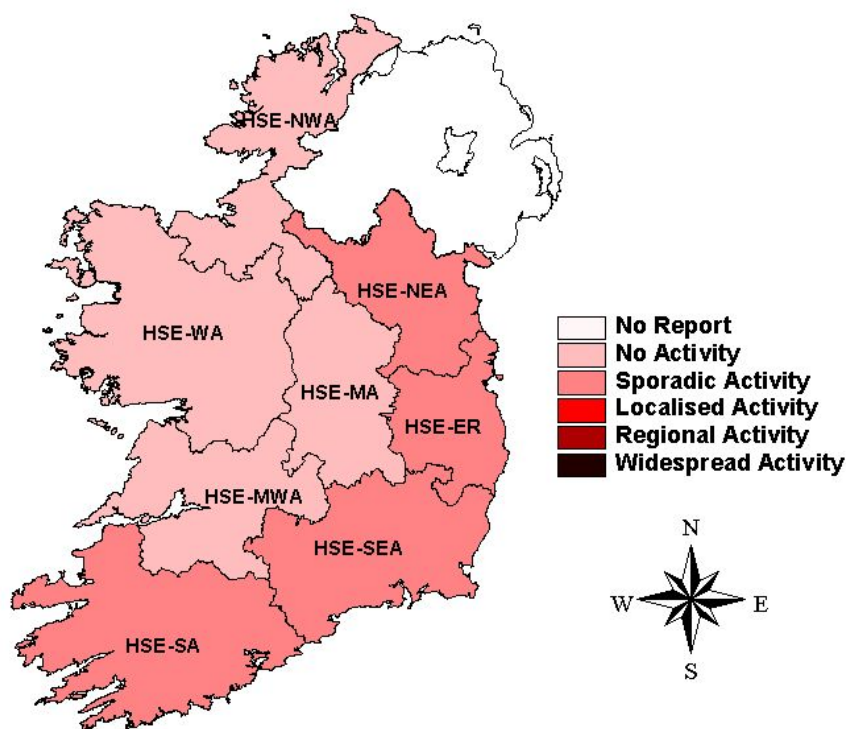 HSE-NWA
HSE-NEA
HSE-WA
HSE-MA
HSE-ER
HSE-MWA
HSE-SEA
HSE-SA
No Report
No Activity
Sporadic Activity
Localised Activity
Regional Activity
Widespread Activity
N
W E
S